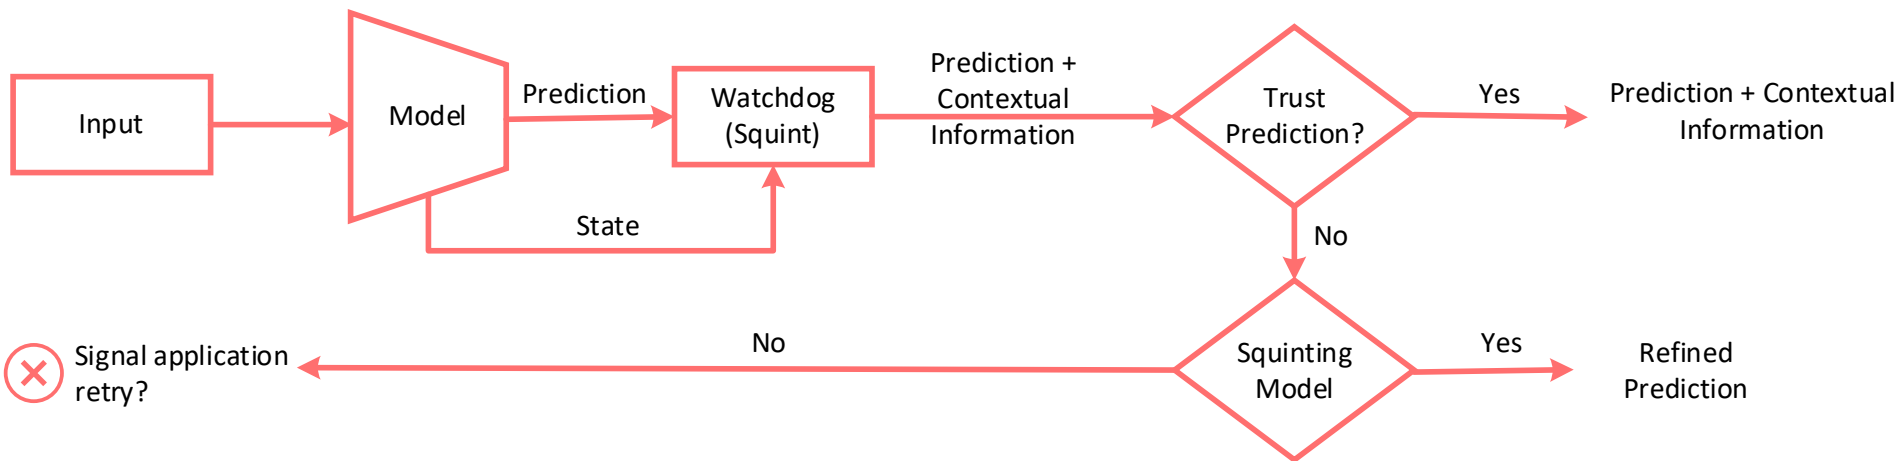 Input
Model
Prediction
State
Watchdog
(Squint)
Prediction +
Contextual
Information
Trust
Prediction?
Yes
Prediction + Contextual
Information
No
Squinting
Model
Yes
Refined
Prediction
No
Signal application
retry?